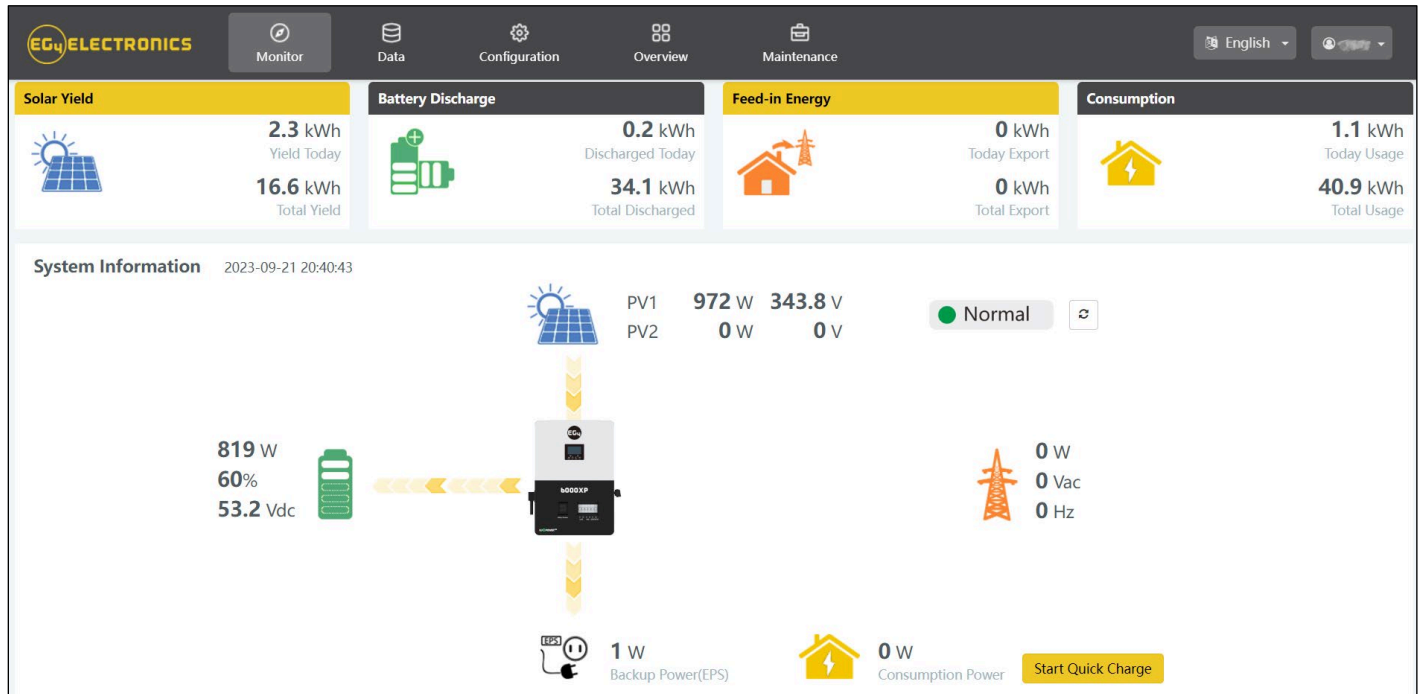 EG4 ELECTRONICS
Monitor
Data
Configuration
Overview
Maintenance
English
Solar Yield
2.3 kWh
Yield Today
16.6 kWh
Total Yield
Battery Discharge
0.2 kWh
Discharged Today
34.1 kWh
Total Discharged
Feed-in Energy
0 kWh
Today Export
0 kWh
Total Export
Consumption
1.1 kWh
Today Usage
40.9 kWh
Total Usage
System Information 2023-09-21 20:40:43
PV1 972 W 343.8 V
PV2 0 W 0 V
Normal
819 W
60%
53.2 Vdc
EG4
6000XP
0 W
0 Vac
0 Hz
EPS
1 W
Backup Power(EPS)
0 W
Consumption Power
Start Quick Charge